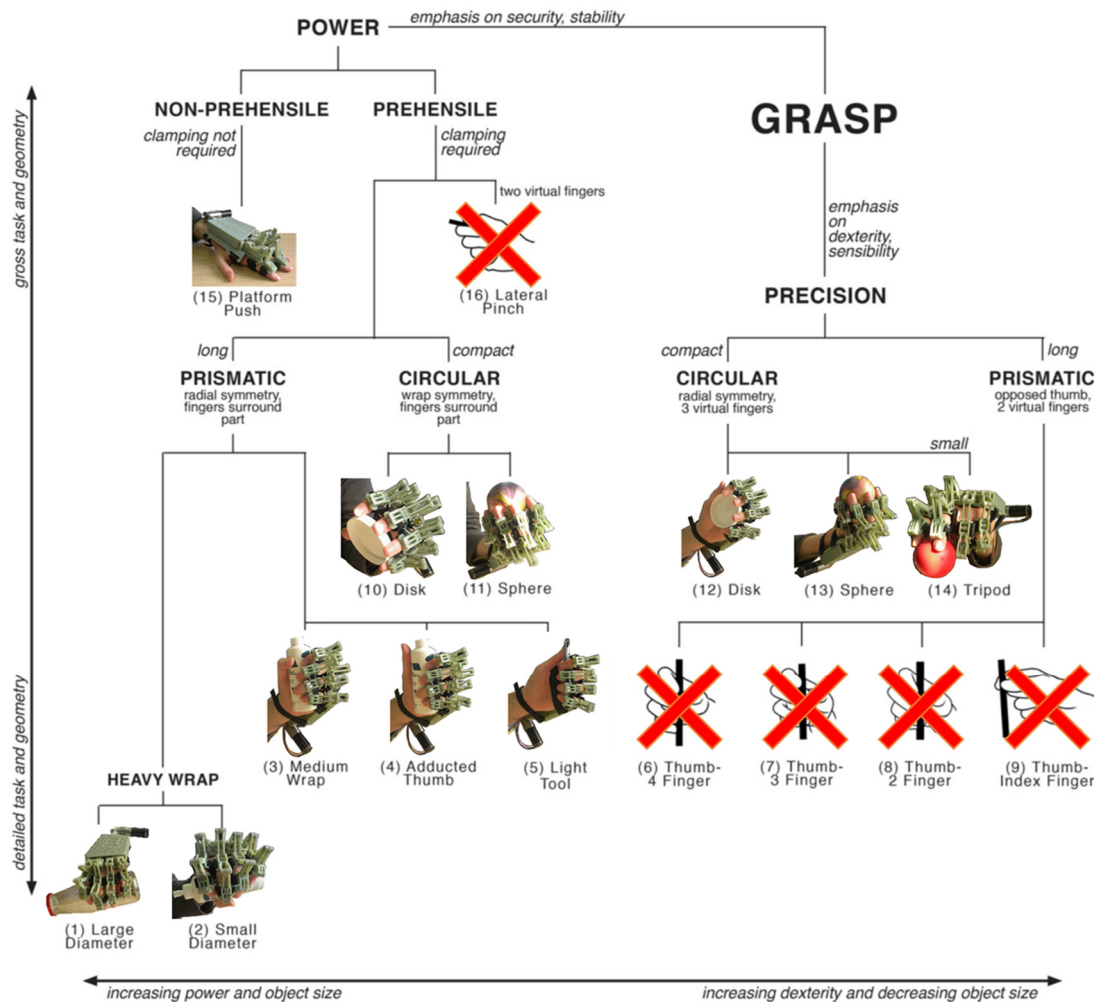 emphasis on security, stability
POWER
NON-PREHENSILE
PREHENSILE
GRASP
clamping not
required
clamping
required
two virtual fingers
emphasis
on
dexterity,
sensibility
(15) Platform
Push
(16) Lateral
Pinch
PRECISION
gross task and geometry
long
compact
compact
long
PRISMATIC
radial symmetry,
fingers surround
part
CIRCULAR
wrap symmetry,
fingers surround
part
CIRCULAR
radial symmetry,
3 virtual fingers
PRISMATIC
opposed thumb,
2 virtual fingers
small
(10) Disk
(11) Sphere
(12) Disk
(13) Sphere
(14) Tripod
(3) Medium
Wrap
(4) Adducted
Thumb
(5) Light
Tool
(6) Thumb-
4 Finger
(7) Thumb-
3 Finger
(8) Thumb-
2 Finger
(9) Thumb-
Index Finger
HEAVY WRAP
detailed task and geometry
(1) Large
Diameter
(2) Small
Diameter
increasing power and object size
increasing dexterity and decreasing object size